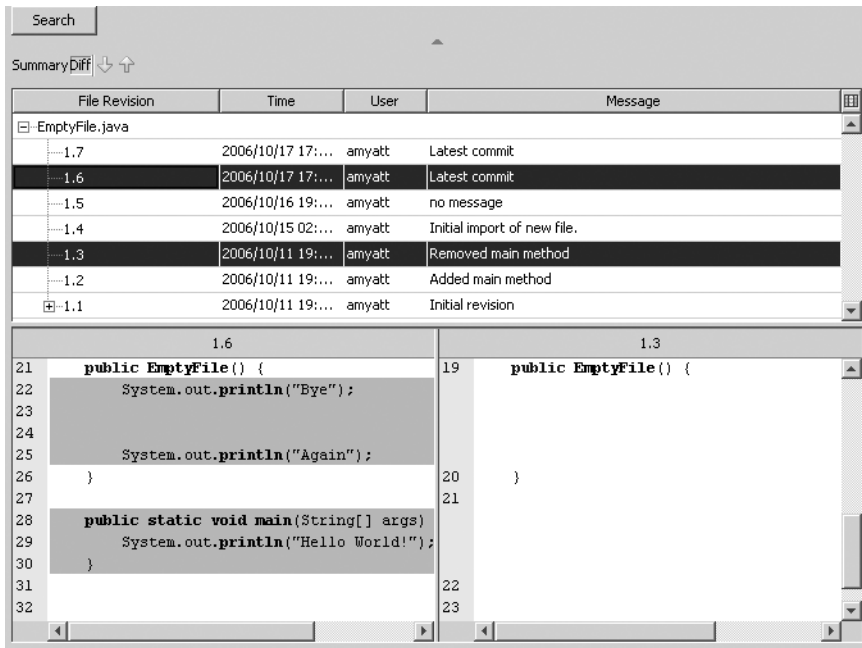 Search
Summary Diff
File Revision Time User Message
EmptyFile.java
1.7 2006/10/17 17:... amyatt Latest commit
1.6 2006/10/17 17:... amyatt Latest commit
1.5 2006/10/16 19:... amyatt no message
1.4 2006/10/15 02:... amyatt Initial import of new file.
1.3 2006/10/11 19:... amyatt Removed main method
1.2 2006/10/11 19:... amyatt Added main method
1.1 2006/10/11 19:... amyatt Initial revision
1.6 1.3
21 public EmptyFile() { 19 public EmptyFile() {
22 System.out.println("Bye");
23
24
25 System.out.println("Again");
26 } 20 }
27 21
28 public static void main(String[] args)
29 System.out.println("Hello World!");
30 }
31 22
32 23